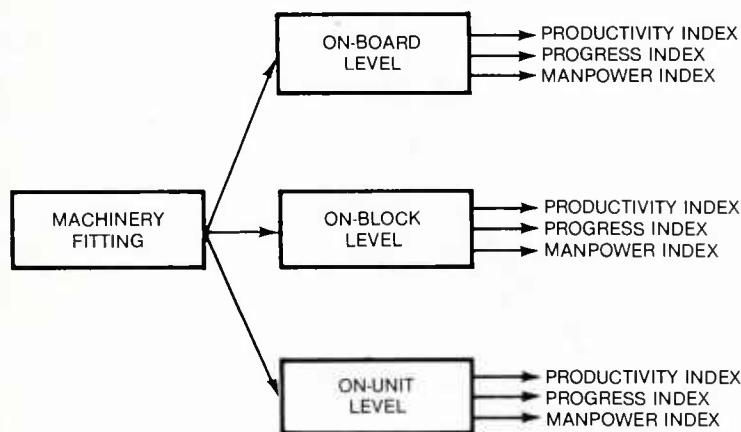 ON-BOARD
LEVEL
PRODUCTIVITY INDEX
PROGRESS INDEX
MANPOWER INDEX
MACHINERY
FITTING
ON-BLOCK
LEVEL
PRODUCTIVITY INDEX
PROGRESS INDEX
MANPOWER INDEX
ON-UNIT
LEVEL
PRODUCTIVITY INDEX
PROGRESS INDEX
MANPOWER INDEX